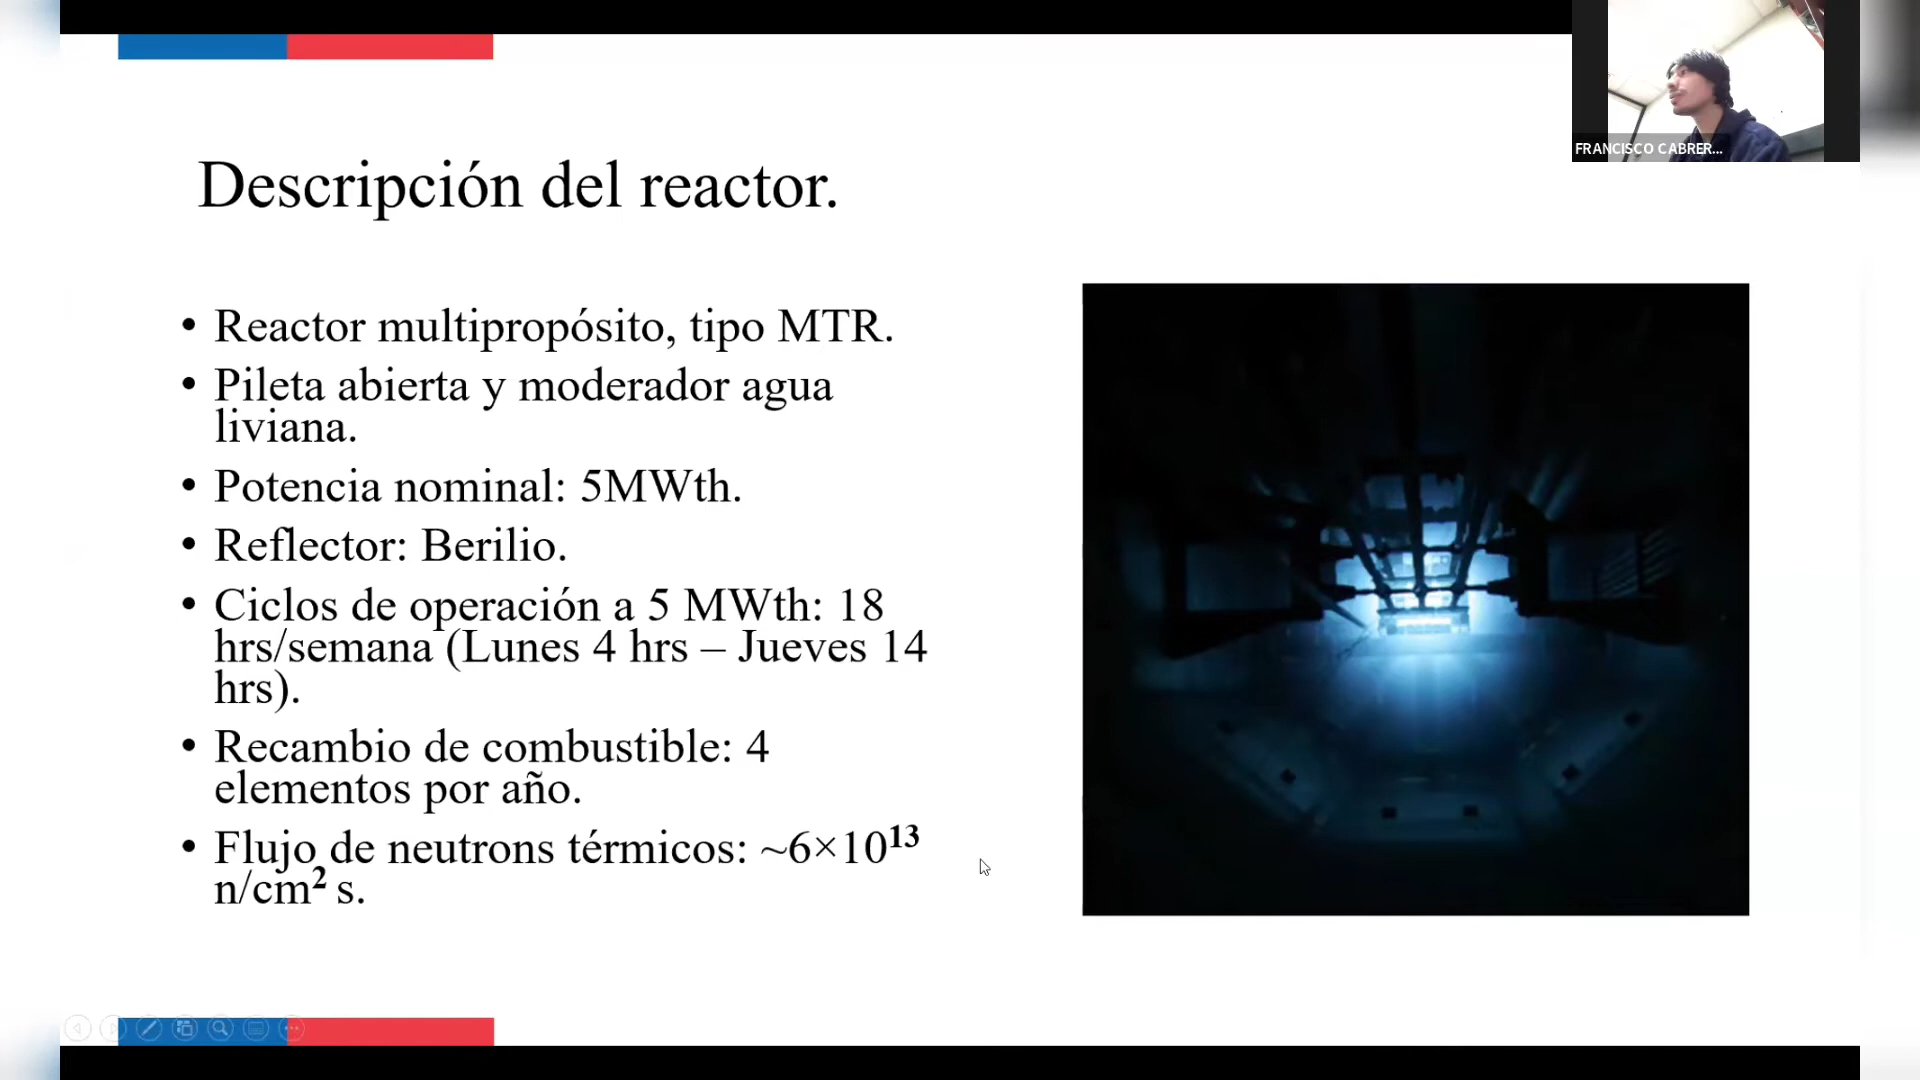 FRANCISCO CABRER...
Descripción del reactor.
• Reactor multipropósito, tipo MTR.
• Pileta abierta y moderador agua
liviana.
• Potencia nominal: 5MWth.
• Reflector: Berilio.
• Ciclos de operación a 5 MWth: 18
hrs/semana (Lunes 4 hrs – Jueves 14
hrs).
• Recambio de combustible: 4
elementos por año.
• Flujo de neutrons térmicos: ~6×10¹³
n/cm² s.